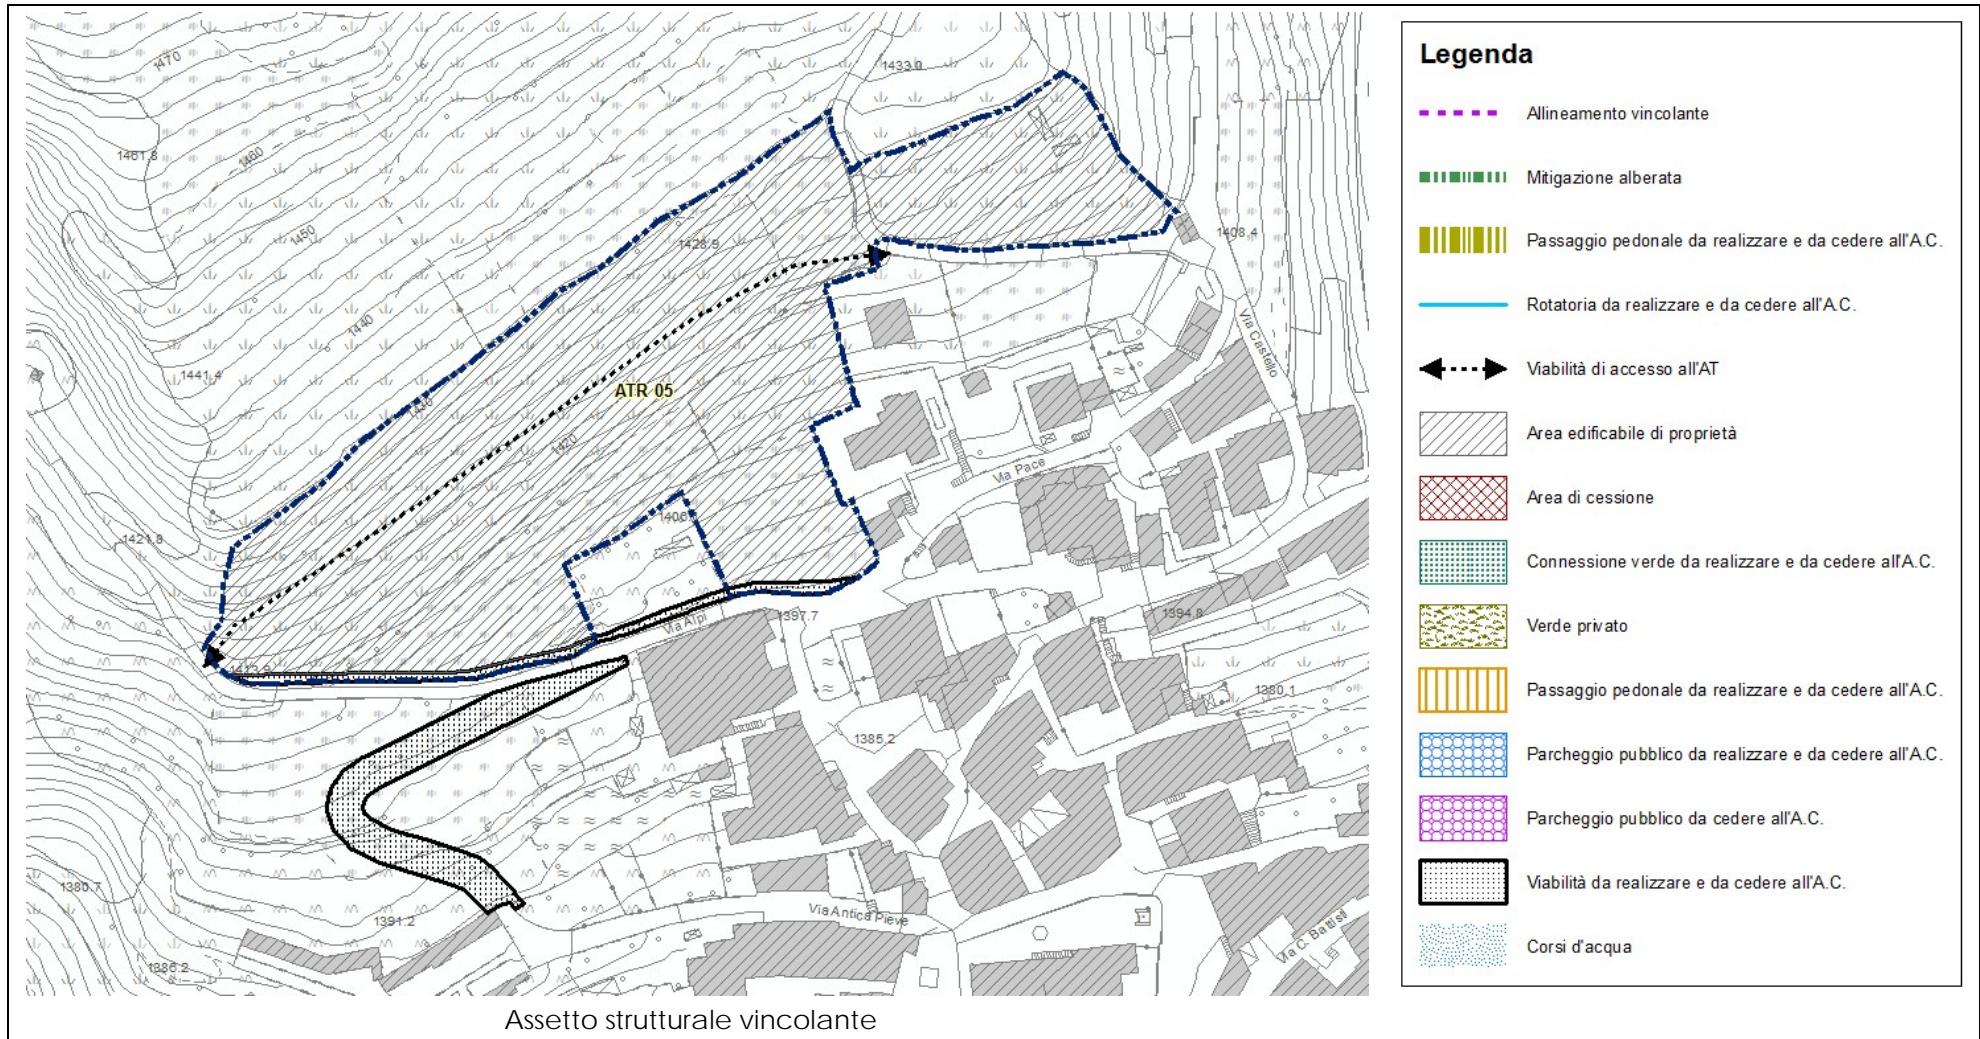 1470
1433.0
1461.8
1460
1450
1428.9
1408.4
1440
1441.4
1430
ATR 05
1420
Via Castello
Via Pace
1406.
1421.8
1397.7
Via Alpi
1394.8
1413.9
1380.1
1385.2
1380.7
1391.2
Via Antica Pieve
Via C. Battisti
1386.2
Legenda
Allineamento vincolante
Mitigazione alberata
Passaggio pedonale da realizzare e da cedere all'A.C.
Rotatoria da realizzare e da cedere all'A.C.
Viabilità di accesso all'AT
Area edificabile di proprietà
Area di cessione
Connessione verde da realizzare e da cedere all'A.C.
Verde privato
Passaggio pedonale da realizzare e da cedere all'A.C.
Parcheggio pubblico da realizzare e da cedere all'A.C.
Parcheggio pubblico da cedere all'A.C.
Viabilità da realizzare e da cedere all'A.C.
Corsi d'acqua
Assetto strutturale vincolante